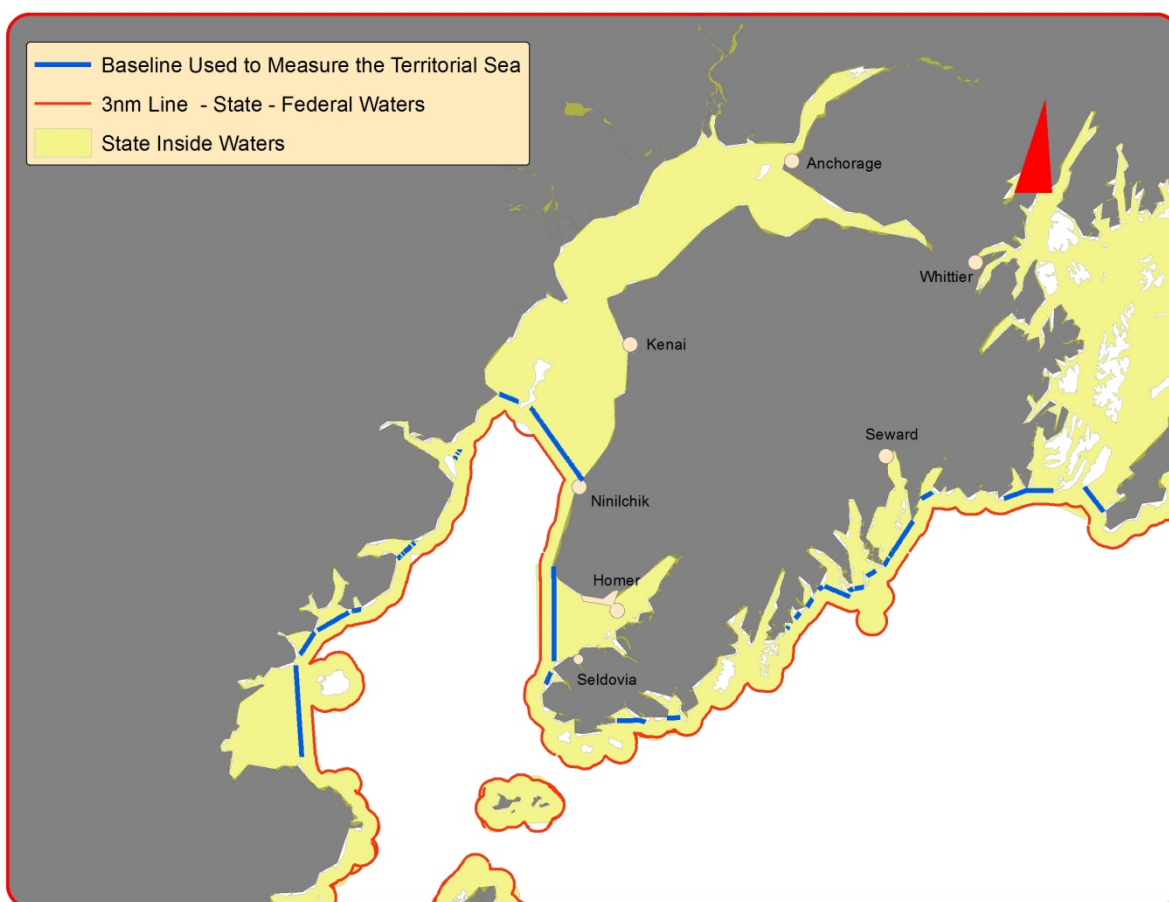 Baseline Used to Measure the Territorial Sea
3nm Line - State - Federal Waters
State Inside Waters
Anchorage
Whittier
Kenai
Seward
Ninilchik
Homer
Seldovia